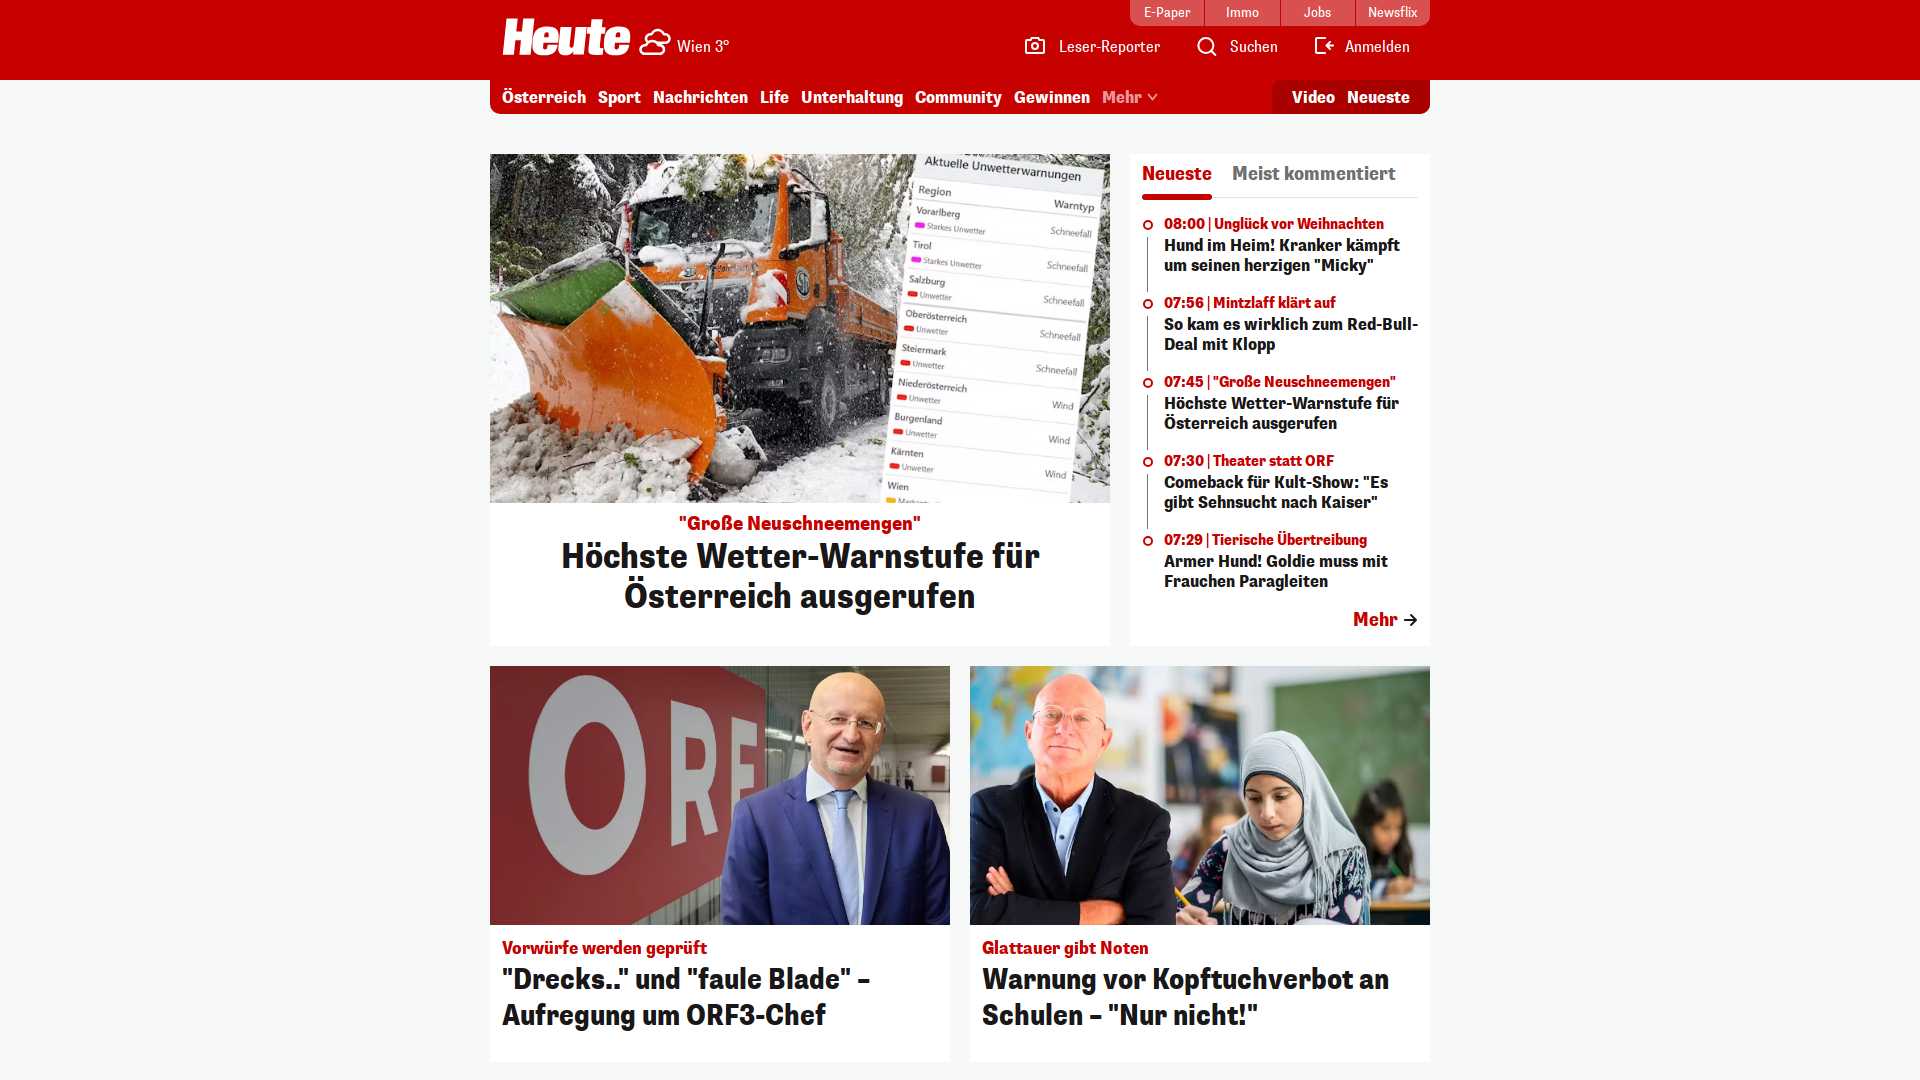 E-Paper
Immo
Jobs
Newsflix
Heute
Wien 3°
Leser-Reporter
Suchen
Anmelden
Österreich Sport Nachrichten Life Unterhaltung Community Gewinnen Mehr
Video Neueste
Aktuelle Unwetterwarnungen
Region Warntyp
Vorarlberg
Starkes Unwetter Schneefall
Tirol
Starkes Unwetter Schneefall
Salzburg
Unwetter Schneefall
Oberösterreich
Unwetter Schneefall
Steiermark
Unwetter Schneefall
Niederösterreich
Unwetter Wind
Burgenland
Unwetter Wind
Kärnten
Unwetter Wind
Wien
"Große Neuschneemengen"
Höchste Wetter-Warnstufe für
Österreich ausgerufen
Neueste
Meist kommentiert
08:00 | Unglück vor Weihnachten
Hund im Heim! Kranker kämpft
um seinen herzigen "Micky"
07:56 | Mintzlaff klärt auf
So kam es wirklich zum Red-Bull-
Deal mit Klopp
07:45 | "Große Neuschneemengen"
Höchste Wetter-Warnstufe für
Österreich ausgerufen
07:30 | Theater statt ORF
Comeback für Kult-Show: "Es
gibt Sehnsucht nach Kaiser"
07:29 | Tierische Übertreibung
Armer Hund! Goldie muss mit
Frauchen Paragleiten
Mehr
ORF
Vorwürfe werden geprüft
"Drecks.." und "faule Blade" –
Aufregung um ORF3-Chef
Glattauer gibt Noten
Warnung vor Kopftuchverbot an
Schulen – "Nur nicht!"